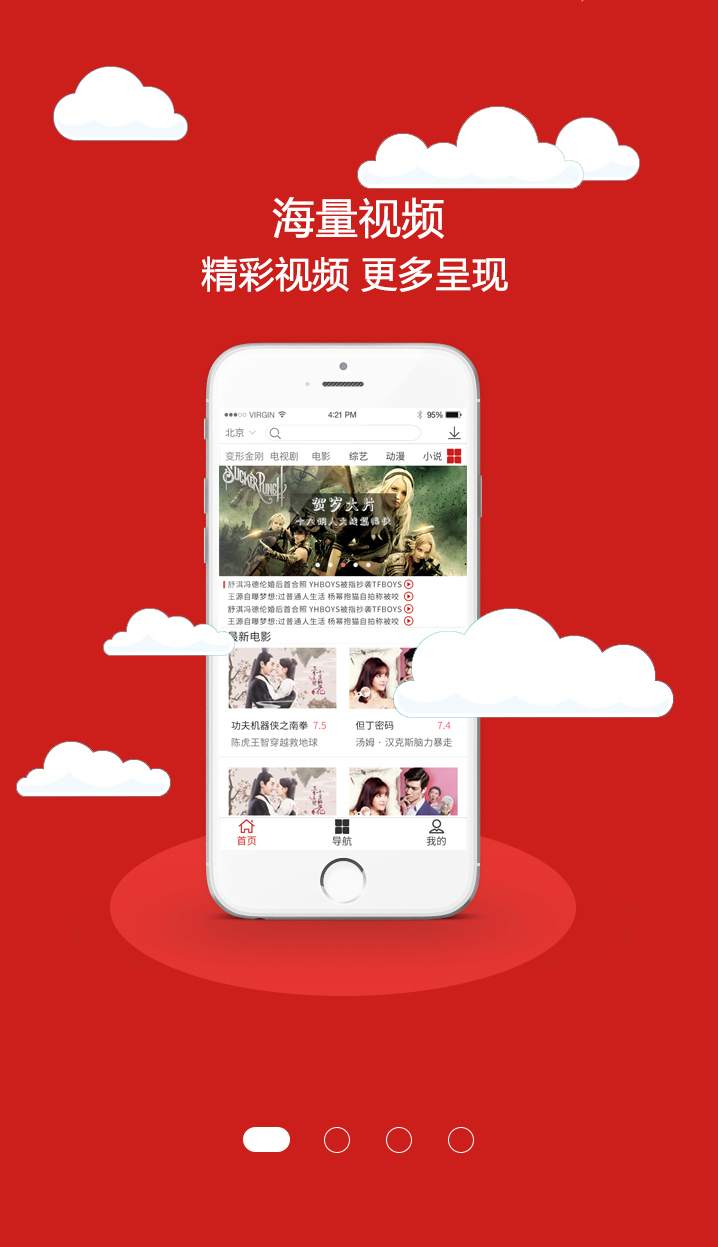 海量视频
精彩视频 更多呈现
VIRGIN 4:21 PM 95%
北京
变形金刚 电视剧 电影 综艺 动漫 小说
SUCKER PUNCH
贺岁大片
舒淇冯德伦婚后首合照 YHBOYS被指抄袭TFBOYS
王源自曝梦想:过普通人生活 杨幂抱猫自拍称被咬
舒淇冯德伦婚后首合照 YHBOYS被指抄袭TFBOYS
王源自曝梦想:过普通人生活 杨幂抱猫自拍称被咬
最新电影
功夫机器侠之南拳 7.5 但丁密码 7.4
陈虎王智穿越救地球 汤姆·汉克斯脑力暴走
首页 导航 我的